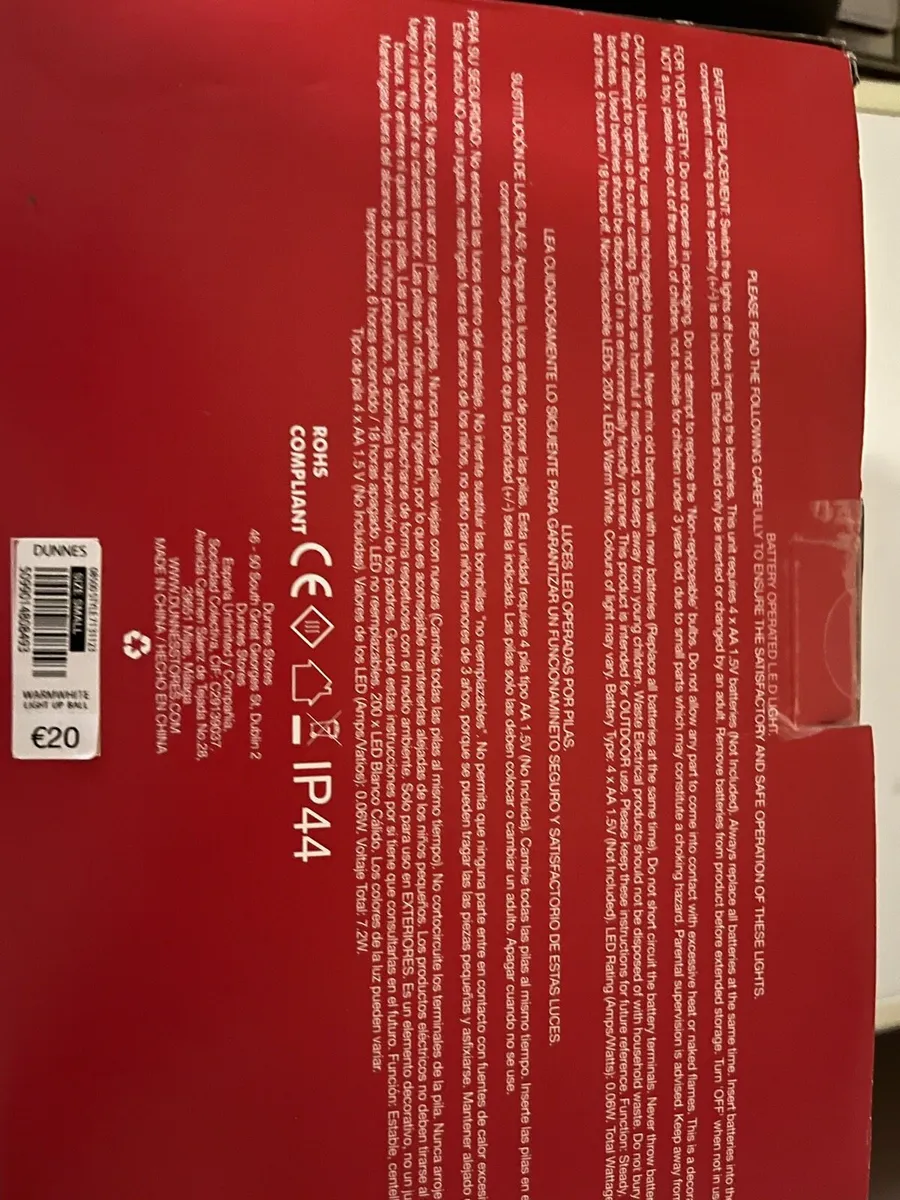 BATTERY OPERATED L.E.D LIGHT.
PLEASE READ THE FOLLOWING CAREFULLY TO ENSURE THE SATISFACTORY AND SAFE OPERATION OF THESE LIGHTS.
BATTERY REPLACEMENT: Switch the lights off before inserting the batteries. This unit requires 4 x AA 1.5V batteries (Not Included). Always replace all batteries at the same time. Insert batteries into th
compartment making sure the polarity (+/-) is as indicated. Batteries should only be inserted or changed by an adult. Remove batteries from product before extended storage. Turn 'OFF' when not in us
FOR YOUR SAFETY: Do not operate in packaging. Do not attempt to replace the 'Non-replaceable' bulbs. Do not allow any part to come into contact with excessive heat or naked flames. This is a decor
NOT a toy, please keep out of the reach of children, not suitable for children under 3 years old, due to small parts which may constitute a choking hazard. Parental supervision is advised. Keep away from
CAUTIONS: Unsuitable for use with rechargeable batteries. Never mix old batteries with new batteries (Replace all batteries at the same time). Do not short circuit the battery terminals. Never throw batte
fire or attempt to open up its outer casting. Batteries are harmful if swallowed, so keep away from young children. Waste Electrical products should not be disposed of with household waste. Do not bury
batteries. Used batteries should be disposed of in an environmentally friendly manner. This product is intended for OUTDOOR use. Please keep these instructions for future reference. Function: Steady,
and timer. 6 hours on / 18 hours off. Non-replaceable LEDs. 200 x LEDs Warm White. Colours of light may vary. Battery Type: 4 x AA 1.5V (Not Included). LED Rating (Amps/Watts): 0.06W. Total Wattage
LUCES LED OPERADAS POR PILAS.
LEA CUIDADOSAMENTE LO SIGUIENTE PARA GARANTIZAR UN FUNCIONAMINETO SEGURO Y SATISFACTORIO DE ESTAS LUCES.
SUSTITUCIÓN DE LAS PILAS: Apague las luces antes de poner las pilas. Esta unidad requiere 4 pila tipo AA 1.5V (No Incluida). Cambie todas las pilas al mismo tiempo. Inserte las pilas en e
compartimento asegurándose de que la polaridad (+/-) sea la indicada. Las pilas solo las deben colocar o cambiar un adulto. Apagar cuando no se use.
PARA SU SEGURIDAD: No encienda las luces dentro del embalaje. No intente sustituir las bombillas "no reemplazables". No permita que ninguna parte entre en contacto con fuentes de calor excesi
Este artículo NO es un juguete, manténgalo fuera del alcance de los niños, no apto para niños menores de 3 años, porque se pueden tragar las las piezas pequeñas y asfixiarse. Mantener alejado
PRECAUCIONES: No apto para usar con pilas recargables. Nunca mezcle pilas viejas con nuevas (Cambie todas las pilas al mismo tiempo). No cortocircuite los terminales de la pila. Nunca arroje
fuego ni intente abrir su carcasa exterior. Las pilas son dañinas si se ingieren, por lo que es aconsejable mantenerlas alejadas de los niños pequeños. Los productos eléctricos no deben tirarse al
basura. No entierre ni queme las pilas. Las pilas usadas deben desecharse de forma respetuosa con el medio ambiente. Solo para uso en EXTERIORES. Es un elemento decorativo, no un ju
Manténgase fuera del alcance de los niños pequeños. Se aconseja la supervisión de los padres. Guarde estas instrucciones por si tiene que consultarlas en el futuro. Función: Estable, centell
temporizador, 6 horas encendido / 18 horas apagado. LED no reemplazables. 200 x LED Blanco Cálido. Los colores de la luz pueden variar.
Tipo de pila 4 x AA 1.5 V (No Incluidas). Valores de los LED (Amps/Vattios): 0.06W. Voltaje Total: 7.2W.
ROHS
COMPLIANT CE IP44
Dunnes Stores
46 - 50 South Great Georges St. Dublin 2
Dunnes Stores
España Unlimited y Compañía,
Sociedad Colectiva, CIF: C29139037,
Avenida Carmen Saenz de Tejada No 28,
29651 Mijas, Málaga
WWW.DUNNESSTORES.COM
MADE IN CHINA / HECHO EN CHINA
DUNNES
SIZE: SMALL
5099014808493
WARMWHITE
LIGHT UP BALL
€20